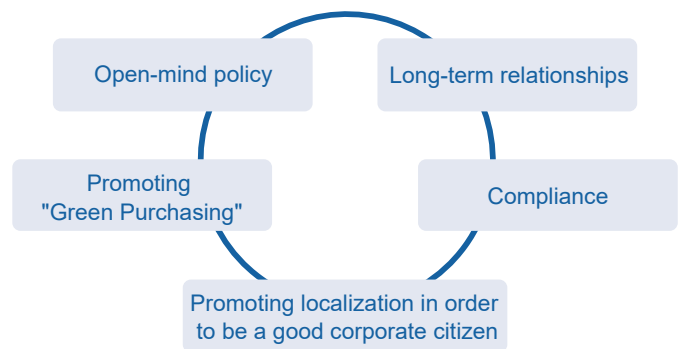 Open-mind policy
Long-term relationships
Promoting
"Green Purchasing"
Compliance
Promoting localization in order
to be a good corporate citizen